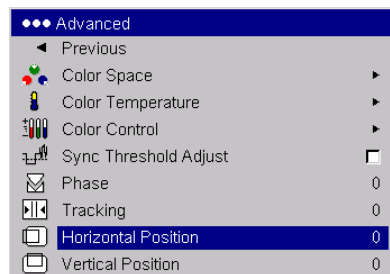 Advanced
Previous
Color Space
Color Temperature
Color Control
Sync Threshold Adjust
Phase 0
Tracking 0
Horizontal Position 0
Vertical Position 0